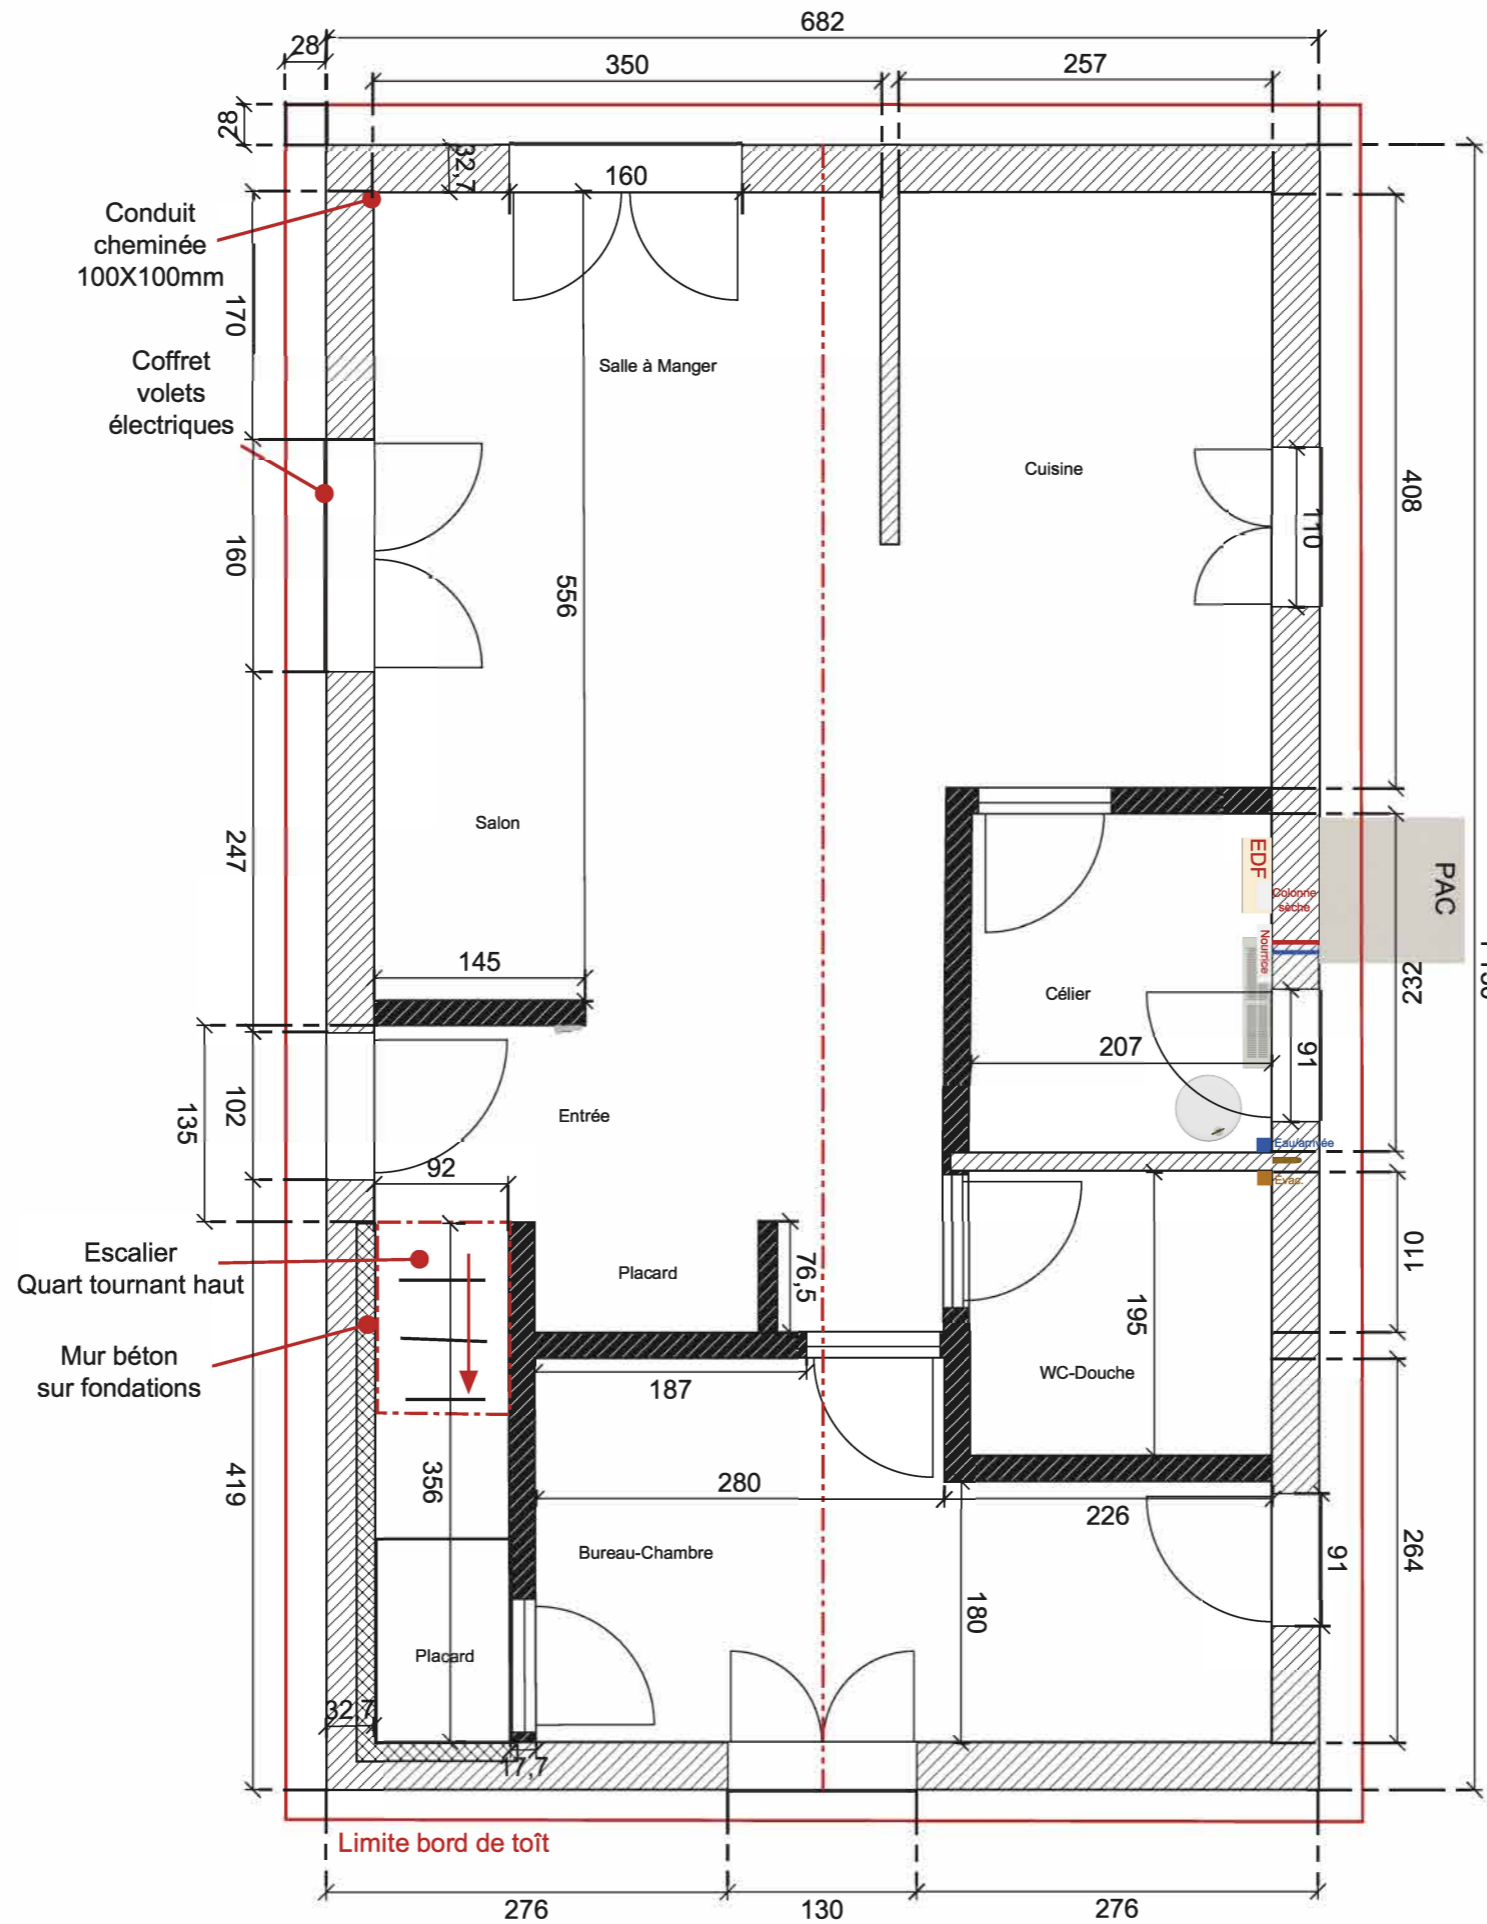 682
28
350
257
28
32,7
160
Conduit
cheminée
100X100mm
170
Coffret
volets
électriques
Salle à Manger
Cuisine
408
110
160
556
Salon
247
EDF
Colonne
sèche
PAC
Nourrice
145
Célier
232
207
91
Entrée
102
135
92
Eau/arrivée
Évac.
Escalier
Quart tournant haut
Placard
76,5
110
195
Mur béton
sur fondations
187
WC-Douche
419
356
280
226
Bureau-Chambre
91
264
180
Placard
32,7
17,7
Limite bord de toît
276
130
276